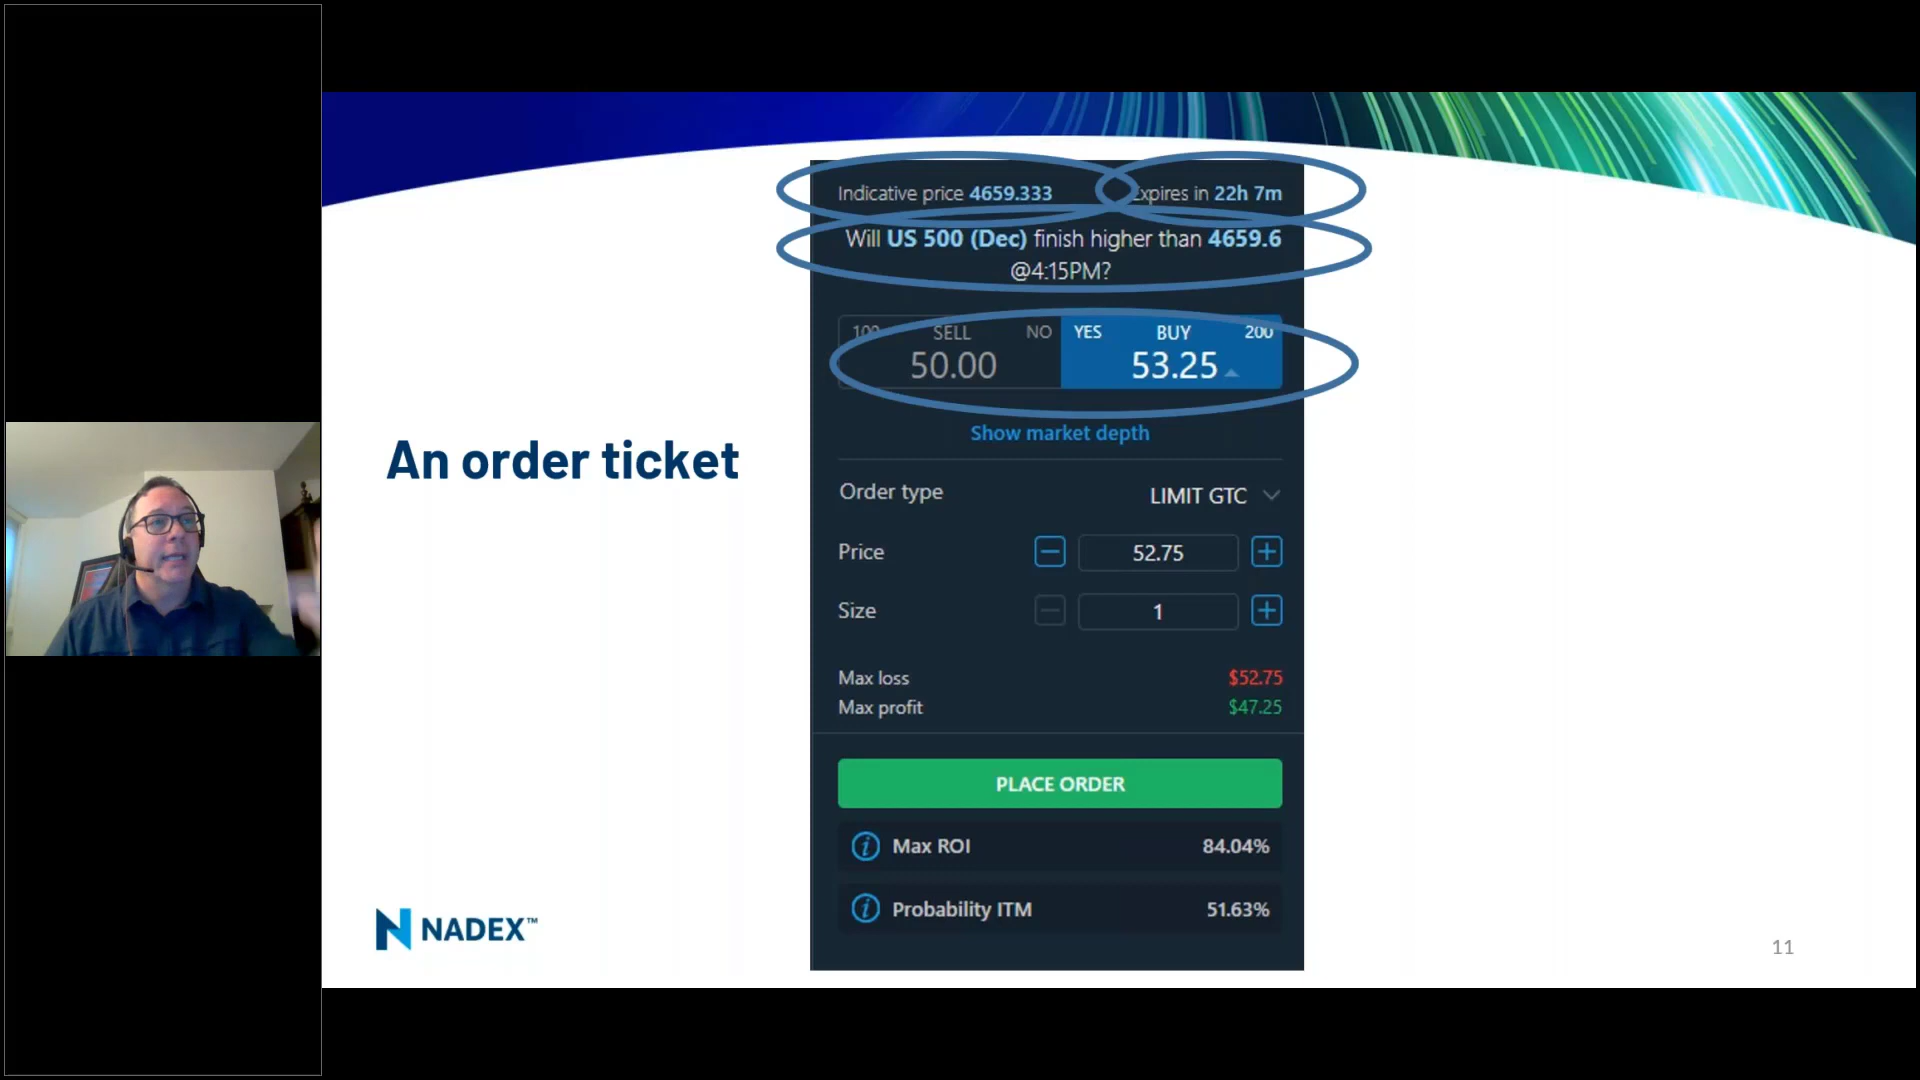 Indicative price 4659.333 Expires in 22h 7m
Will US 500 (Dec) finish higher than 4659.6
@4:15PM?
100 SELL NO YES BUY 200
50.00 53.25
Show market depth
An order ticket
Order type LIMIT GTC
Price 52.75
Size 1
Max loss $52.75
Max profit $47.25
PLACE ORDER
Max ROI 84.04%
Probability ITM 51.63%
NADEX™
11